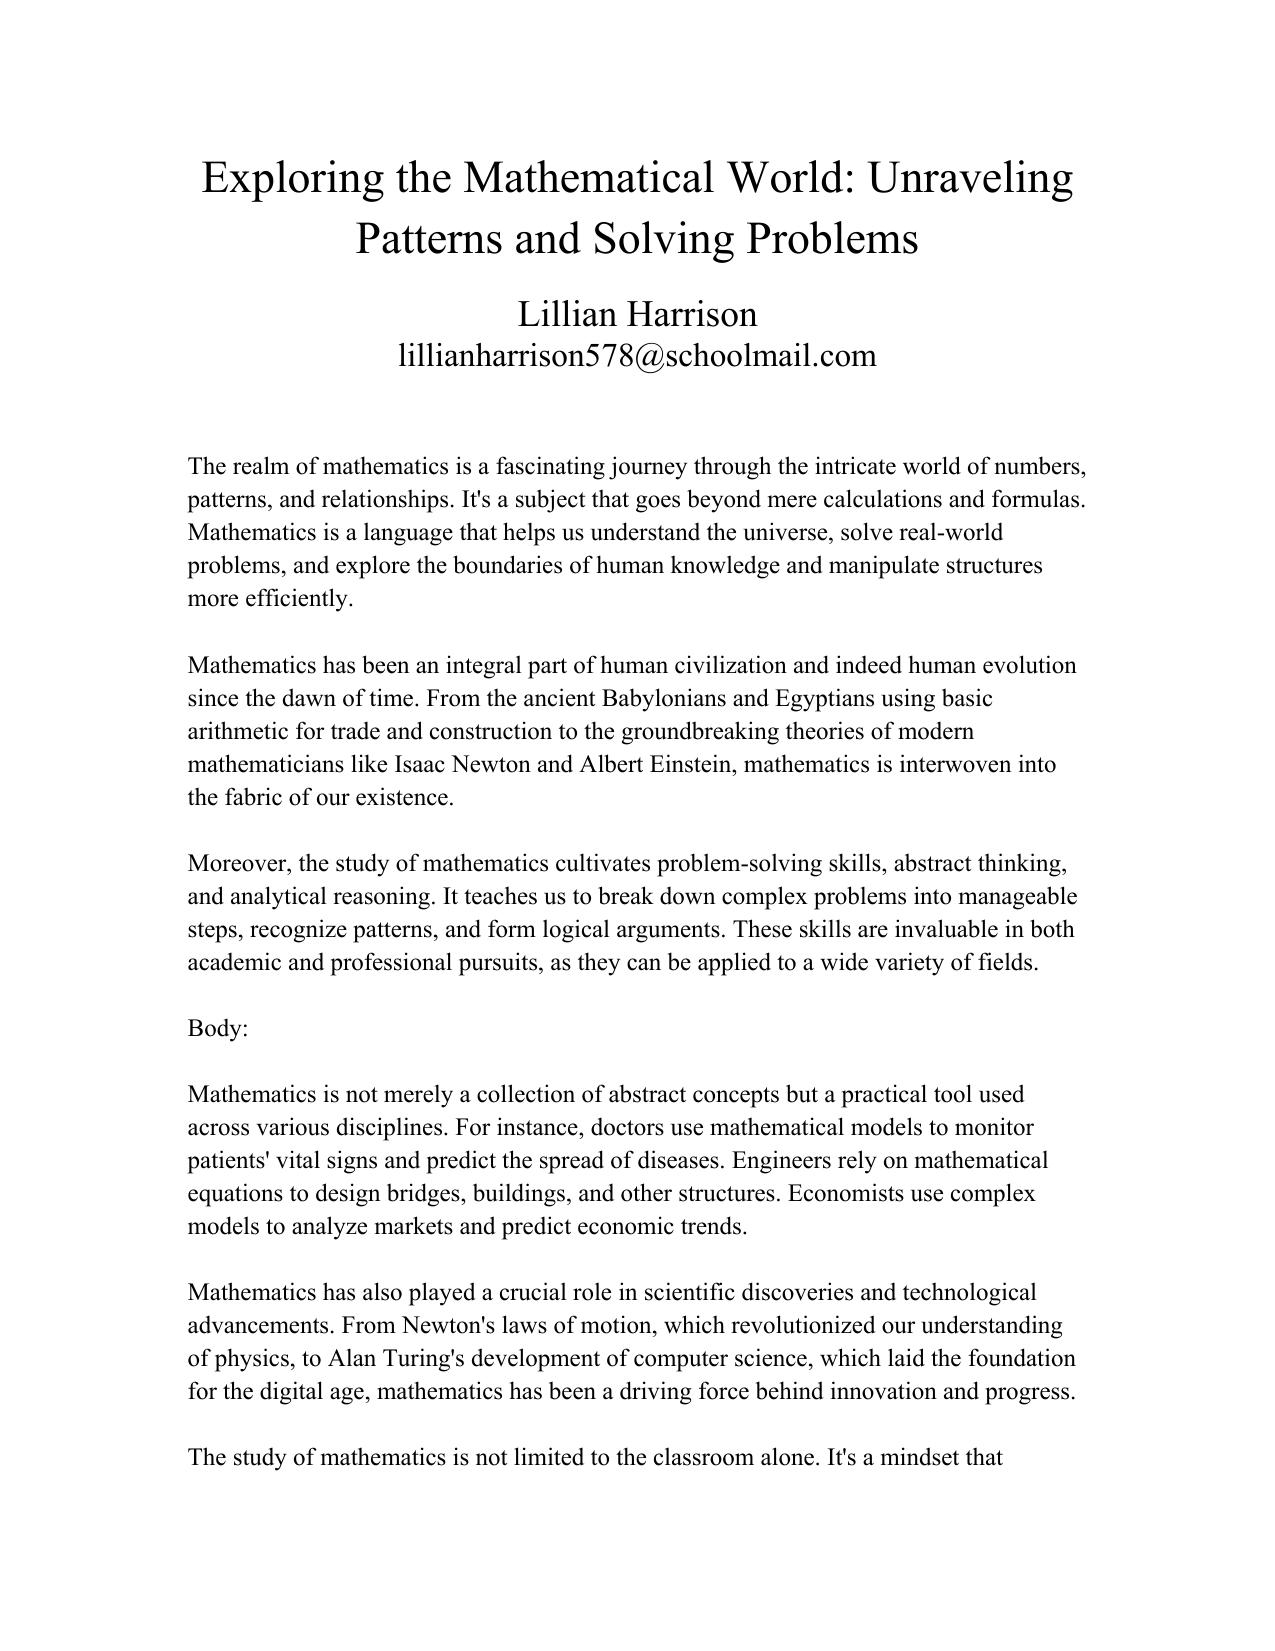 Exploring the Mathematical World: Unraveling
Patterns and Solving Problems
Lillian Harrison
lillianharrison578@schoolmail.com
The realm of mathematics is a fascinating journey through the intricate world of numbers,
patterns, and relationships. It's a subject that goes beyond mere calculations and formulas.
Mathematics is a language that helps us understand the universe, solve real-world
problems, and explore the boundaries of human knowledge and manipulate structures
more efficiently.
Mathematics has been an integral part of human civilization and indeed human evolution
since the dawn of time. From the ancient Babylonians and Egyptians using basic
arithmetic for trade and construction to the groundbreaking theories of modern
mathematicians like Isaac Newton and Albert Einstein, mathematics is interwoven into
the fabric of our existence.
Moreover, the study of mathematics cultivates problem-solving skills, abstract thinking,
and analytical reasoning. It teaches us to break down complex problems into manageable
steps, recognize patterns, and form logical arguments. These skills are invaluable in both
academic and professional pursuits, as they can be applied to a wide variety of fields.
Body:
Mathematics is not merely a collection of abstract concepts but a practical tool used
across various disciplines. For instance, doctors use mathematical models to monitor
patients' vital signs and predict the spread of diseases. Engineers rely on mathematical
equations to design bridges, buildings, and other structures. Economists use complex
models to analyze markets and predict economic trends.
Mathematics has also played a crucial role in scientific discoveries and technological
advancements. From Newton's laws of motion, which revolutionized our understanding
of physics, to Alan Turing's development of computer science, which laid the foundation
for the digital age, mathematics has been a driving force behind innovation and progress.
The study of mathematics is not limited to the classroom alone. It's a mindset that